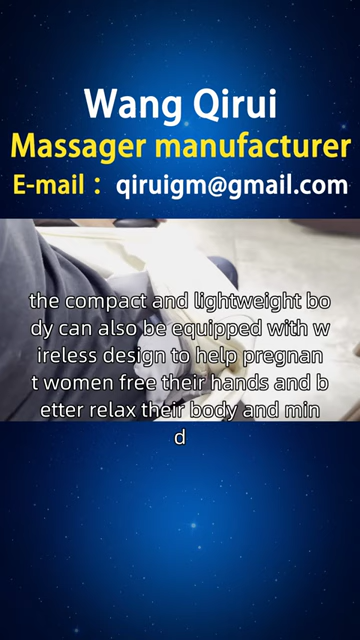 Wang Qirui
Massager manufacturer
E-mail： qiruigm@gmail.com
the compact and lightweight bo
dy can also be equipped with w
ireless design to help pregnan
t women free their hands and b
etter relax their body and min
d